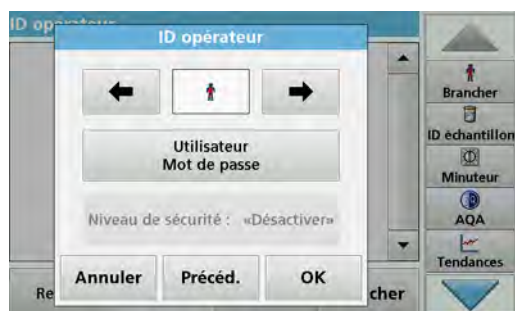 ID opérateur
Utilisateur
Mot de passe
Niveau de sécurité : «Désactiver»
Annuler
Précéd.
OK
Brancher
ID échantillon
Minuteur
AQA
Tendances